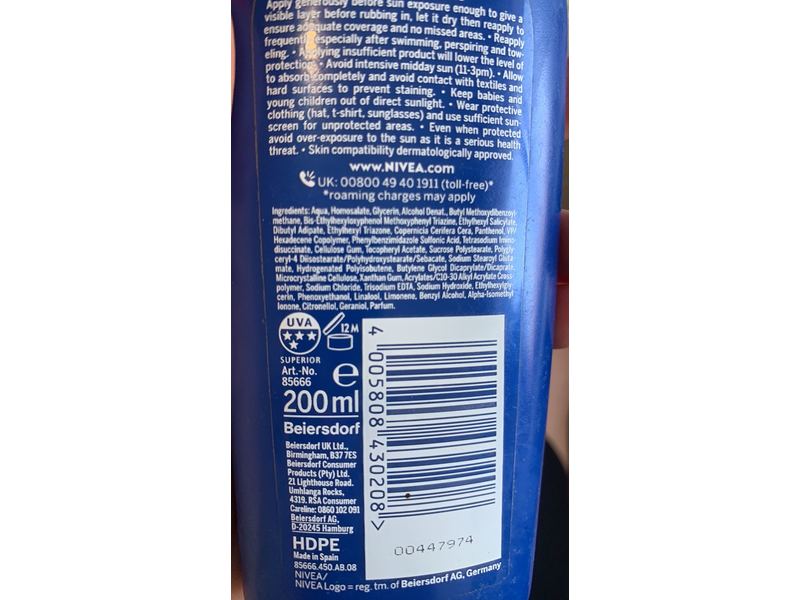 Apply generously before sun exposure enough to give a
visible layer before rubbing in, let it dry then reapply to
ensure adequate coverage and no missed areas. • Reapply
frequently especially after swimming, perspiring and tow-
eling. • Applying insufficient product will lower the level of
protection. • Avoid intensive midday sun (11-3pm). • Allow
to absorb completely and avoid contact with textiles and
hard surfaces to prevent staining. • Keep babies and
young children out of direct sunlight. • Wear protective
clothing (hat, t-shirt, sunglasses) and use sufficient sun-
screen for unprotected areas. • Even when protected
avoid over-exposure to the sun as it is a serious health
threat. • Skin compatibility dermatologically approved.
www.NIVEA.com
UK: 00800 49 40 1911 (toll-free)*
*roaming charges may apply
Ingredients: Aqua, Homosalate, Glycerin, Alcohol Denat., Butyl Methoxydibenzoyl-
methane, Bis-Ethylhexyloxyphenol Methoxyphenyl Triazine, Ethylhexyl Salicylate,
Dibutyl Adipate, Ethylhexyl Triazone, Copernicia Cerifera Cera, Panthenol, VP/
Hexadecene Copolymer, Phenylbenzimidazole Sulfonic Acid, Tetrasodium Imino-
disuccinate, Cellulose Gum, Tocopheryl Acetate, Sucrose Polystearate, Polygly-
ceryl-4 Diisostearate/Polyhydroxystearate/Sebacate, Sodium Stearoyl Gluta-
mate, Hydrogenated Polyisobutene, Butylene Glycol Dicaprylate/Dicaprate,
Microcrystalline Cellulose, Xanthan Gum, Acrylates/C10-30 Alkyl Acrylate Cross-
polymer, Sodium Chloride, Trisodium EDTA, Sodium Hydroxide, Ethylhexylgly-
cerin, Phenoxyethanol, Linalool, Limonene, Benzyl Alcohol, Alpha-Isomethyl
Ionone, Citronellol, Geraniol, Parfum.
UVA
SUPERIOR
12 M
Art.-No.
85666
e
200 ml
Beiersdorf
Beiersdorf UK Ltd.,
Birmingham, B37 7ES
Beiersdorf Consumer
Products (Pty) Ltd.
21 Lighthouse Road.
Umhlanga Rocks,
4319. RSA Consumer
Careline: 0860 102 091
Beiersdorf AG,
D-20245 Hamburg
HDPE
Made in Spain
85666.450.AB.08
NIVEA/
NIVEA Logo = reg. tm. of Beiersdorf AG, Germany
4 005808 430208 >
00447974